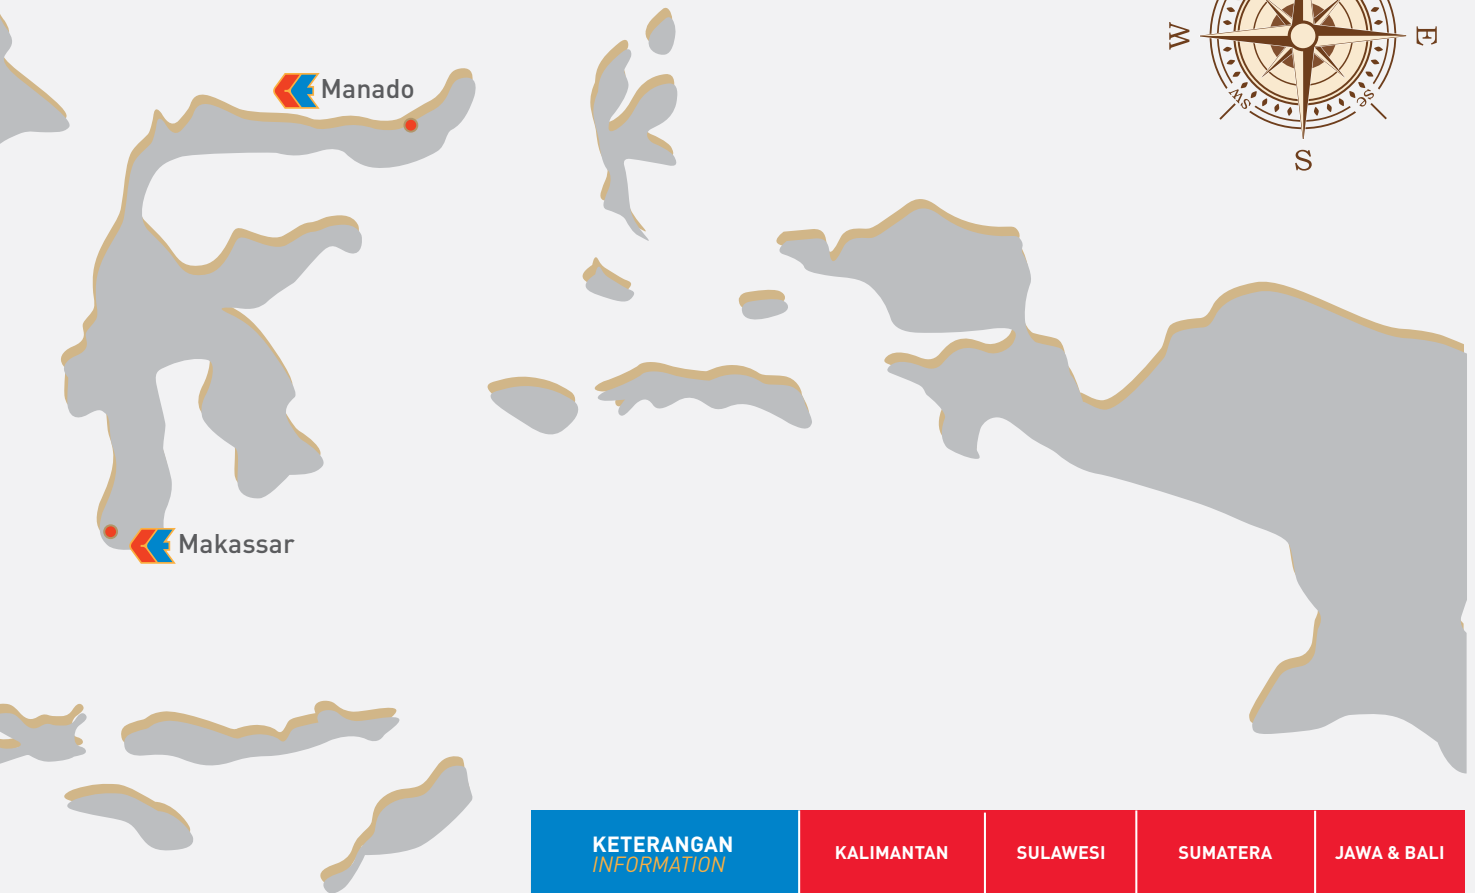 Manado
W
E
SW
SE
S
Makassar
KETERANGAN
INFORMATION
KALIMANTAN
SULAWESI
SUMATERA
JAWA & BALI